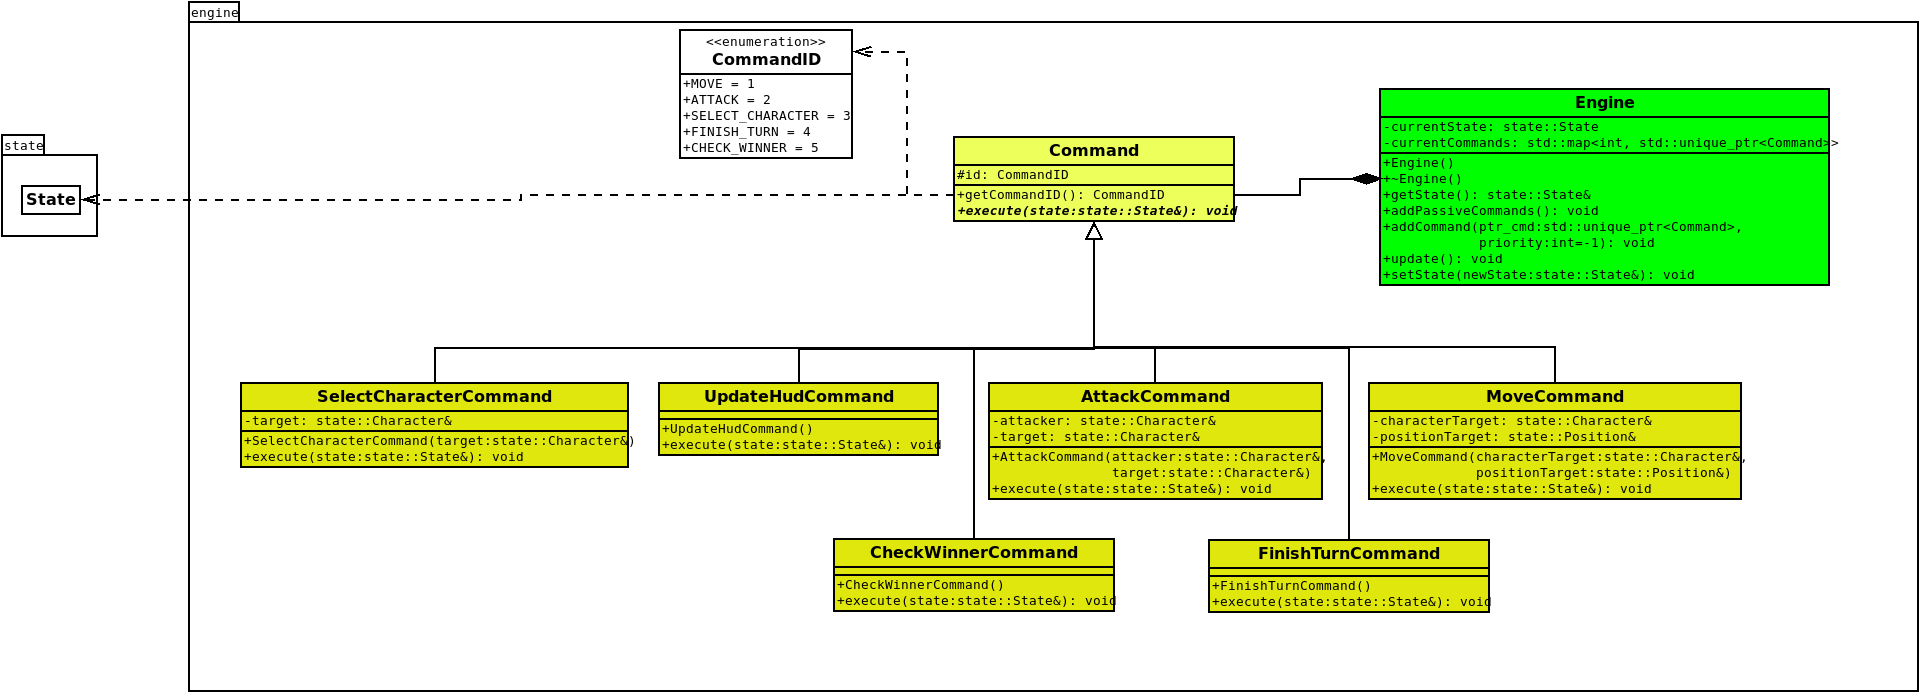 engine
<<enumeration>>
CommandID
+MOVE = 1
+ATTACK = 2
+SELECT_CHARACTER = 3
+FINISH_TURN = 4
+CHECK_WINNER = 5
state
State
Command
#id: CommandID
+getCommandID(): CommandID
+execute(state:state::State&): void
Engine
-currentState: state::State
-currentCommands: std::map<int, std::unique_ptr<Command>>
+Engine()
+~Engine()
+getState(): state::State&
+addPassiveCommands(): void
+addCommand(ptr_cmd:std::unique_ptr<Command>,
priority:int=-1): void
+update(): void
+setState(newState:state::State&): void
SelectCharacterCommand
-target: state::Character&
+SelectCharacterCommand(target:state::Character&)
+execute(state:state::State&): void
UpdateHudCommand
+UpdateHudCommand()
+execute(state:state::State&): void
AttackCommand
-attacker: state::Character&
-target: state::Character&
+AttackCommand(attacker:state::Character&,
target:state::Character&)
+execute(state:state::State&): void
MoveCommand
-characterTarget: state::Character&
-positionTarget: state::Position&
+MoveCommand(characterTarget:state::Character&,
positionTarget:state::Position&)
+execute(state:state::State&): void
CheckWinnerCommand
+CheckWinnerCommand()
+execute(state:state::State&): void
FinishTurnCommand
+FinishTurnCommand()
+execute(state:state::State&): void